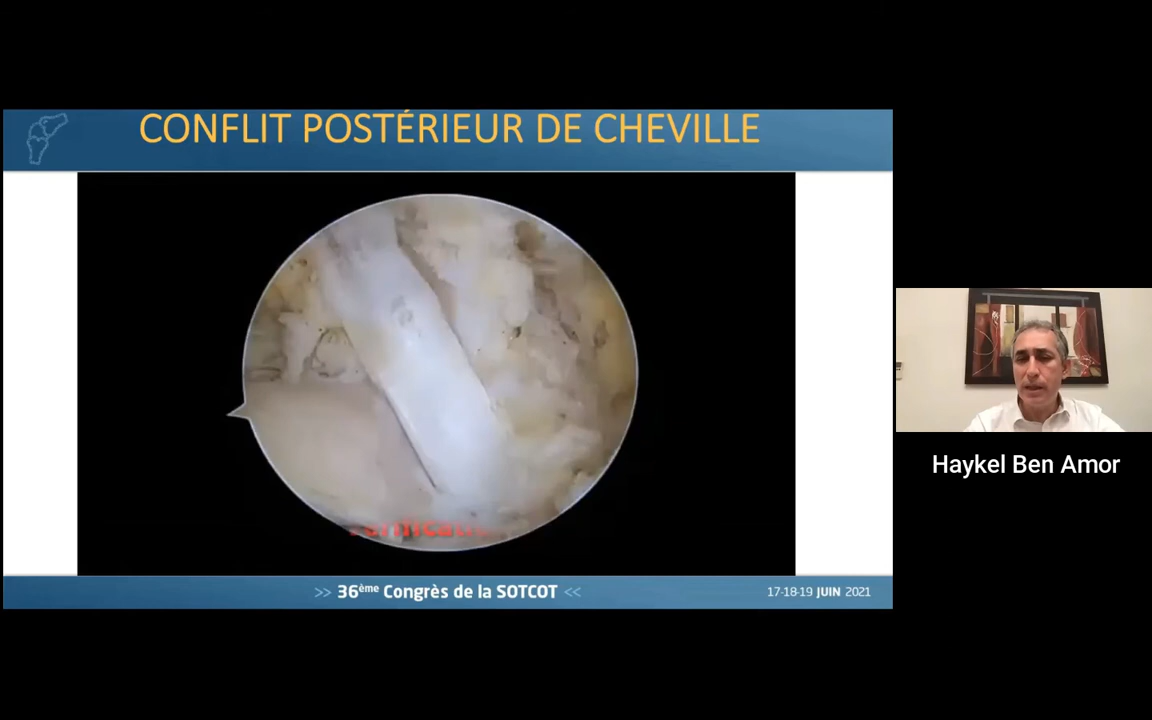 CONFLIT POSTÉRIEUR DE CHEVILLE
Haykel Ben Amor
>> 36ème Congrès de la SOTCOT <<
17-18-19 JUIN 2021